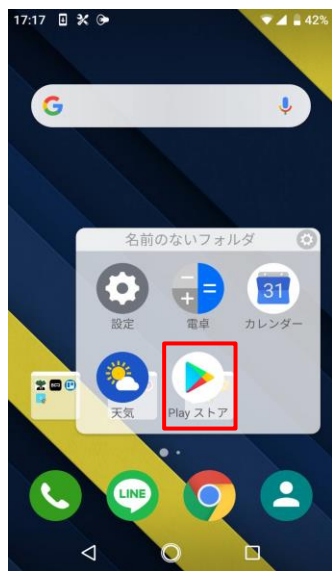 17:17
42%
G
名前のないフォルダ
31
設定
電卓
カレンダー
天気
Play ストア
LINE